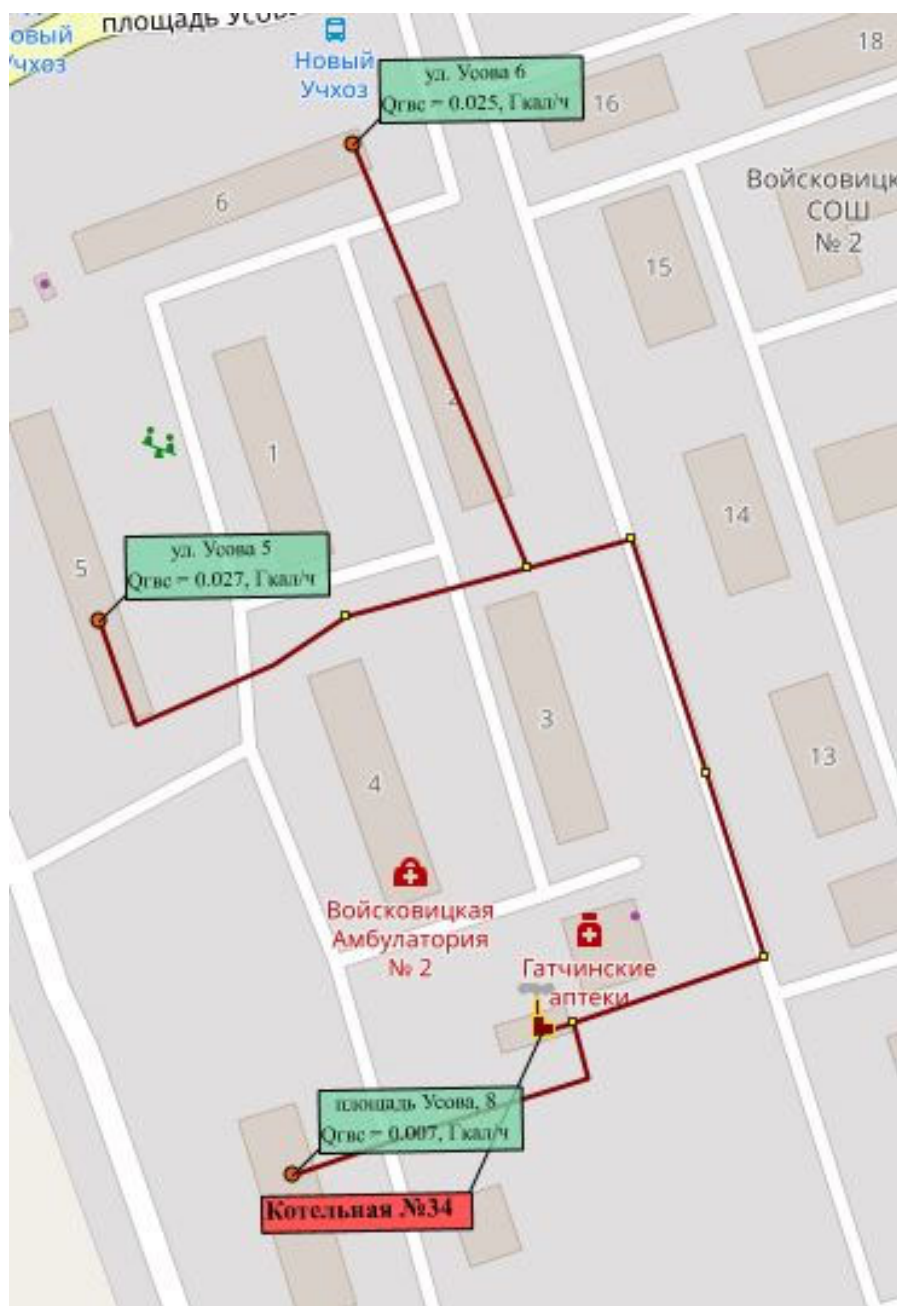 площадь Усова
овый
Учхоз
Новый
Учхоз
ул. Усова 6
Qгвс = 0.025, Гкал/ч
18
16
6
Войсковицк
СОШ
№ 2
15
2
1
14
ул. Усова 5
Qгвс = 0.027, Гкал/ч
5
3
13
4
Войсковицкая
Амбулатория
№ 2
Гатчинские
аптеки
площадь Усова, 8
Qгвс = 0.007, Гкал/ч
Котельная №34